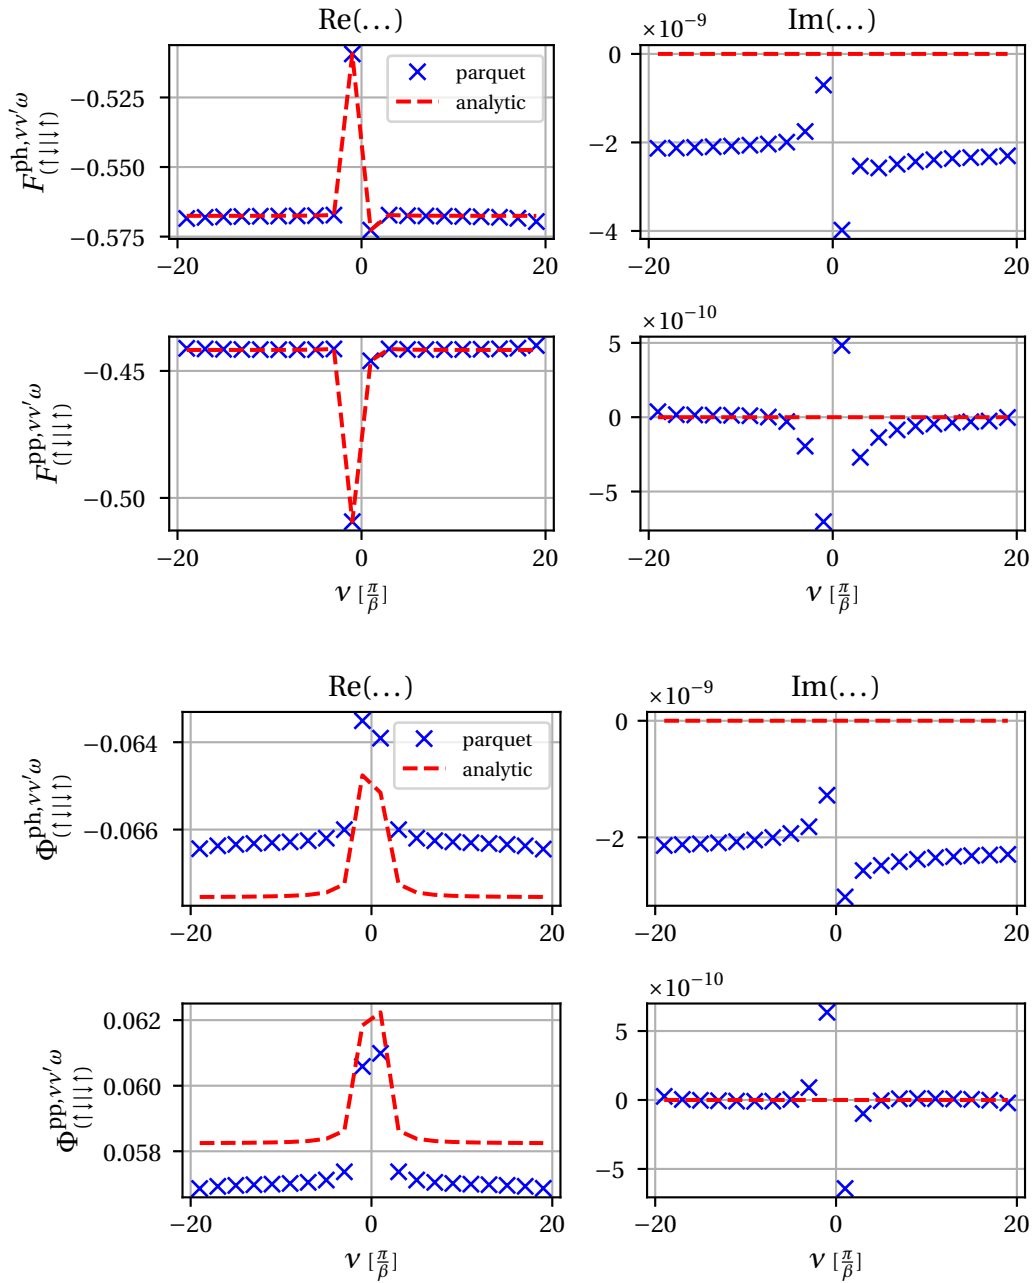 Re(...) Im(...)
×10⁻⁹
parquet
analytic
−0.525
−0.550
−0.575
F^{ph,νν′ω}_{(↑↓||↓↑)}
0
−2
−4
−20 0 20
−20 0 20
×10⁻¹⁰
−0.45
−0.50
F^{pp,νν′ω}_{(↑↓||↓↑)}
5
0
−5
−20 0 20
−20 0 20
ν [π/β]
ν [π/β]
Re(...) Im(...)
×10⁻⁹
parquet
analytic
−0.064
−0.066
Φ^{ph,νν′ω}_{(↑↓||↓↑)}
0
−2
−20 0 20
−20 0 20
×10⁻¹⁰
0.062
0.060
0.058
Φ^{pp,νν′ω}_{(↑↓||↓↑)}
5
0
−5
−20 0 20
−20 0 20
ν [π/β]
ν [π/β]